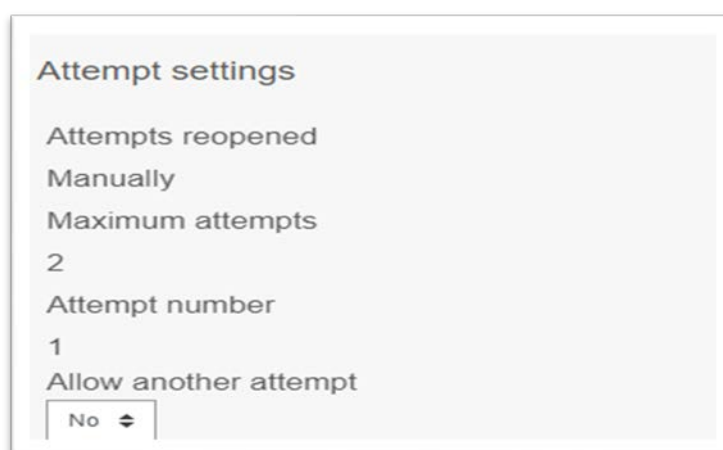 Attempt settings
Attempts reopened
Manually
Maximum attempts
2
Attempt number
1
Allow another attempt
No